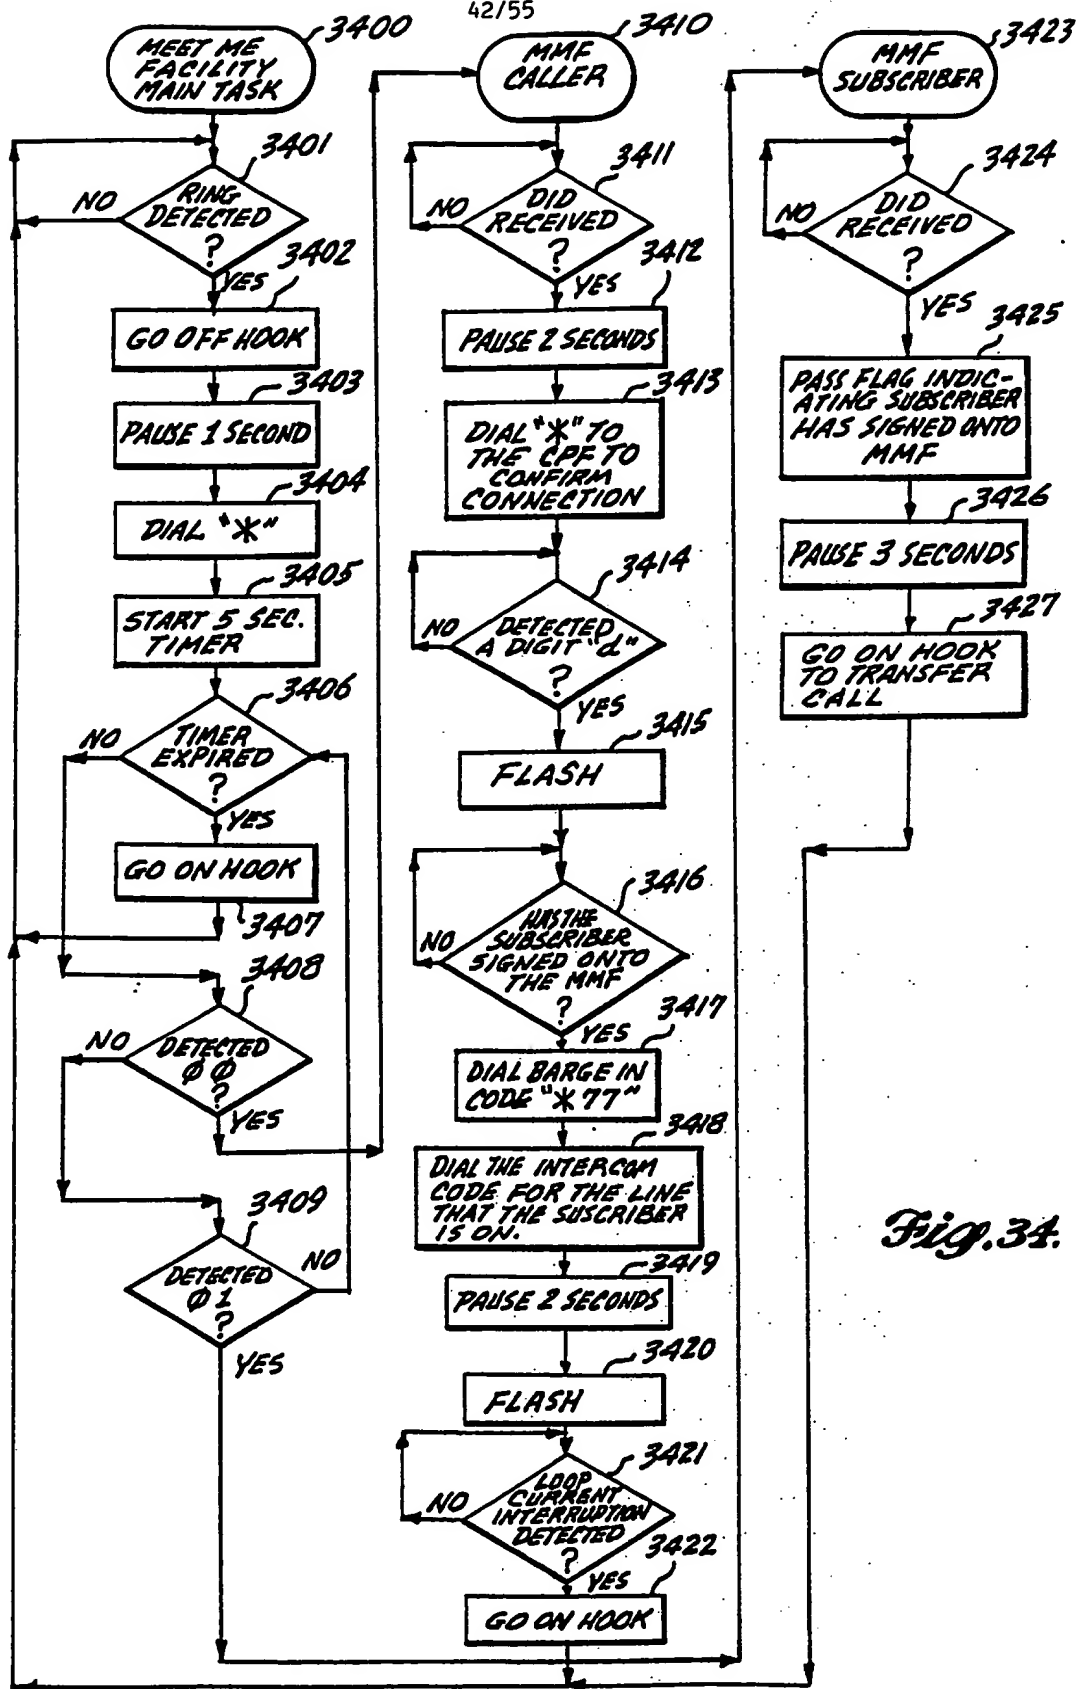 42/55
3400
MEET ME
FACILITY
MAIN TASK
3401
RING
DETECTED
?
NO
YES
3402
GO OFF HOOK
3403
PAUSE 1 SECOND
3404
DIAL "*"
3405
START 5 SEC.
TIMER
3406
TIMER
EXPIRED
?
NO
YES
GO ON HOOK
3407
3408
DETECTED
ØØ
?
NO
YES
3409
DETECTED
Ø1
?
NO
YES
3410
MMF
CALLER
3411
DID
RECEIVED
?
NO
YES
3412
PAUSE 2 SECONDS
3413
DIAL "*" TO
THE CPF TO
CONFIRM
CONNECTION
3414
DETECTED
A DIGIT "d"
?
NO
YES
3415
FLASH
3416
HAS THE
SUBSCRIBER
SIGNED ONTO
THE MMF
?
NO
YES
3417
DIAL BARGE IN
CODE "*77"
3418
DIAL THE INTERCOM
CODE FOR THE LINE
THAT THE SUSCRIBER
IS ON.
3419
PAUSE 2 SECONDS
3420
FLASH
3421
LOOP
CURRENT
INTERRUPTION
DETECTED
?
NO
YES
3422
GO ON HOOK
3423
MMF
SUBSCRIBER
3424
DID
RECEIVED
?
NO
YES
3425
PASS FLAG INDIC-
ATING SUBSCRIBER
HAS SIGNED ONTO
MMF
3426
PAUSE 3 SECONDS
3427
GO ON HOOK
TO TRANSFER
CALL
Fig. 34.